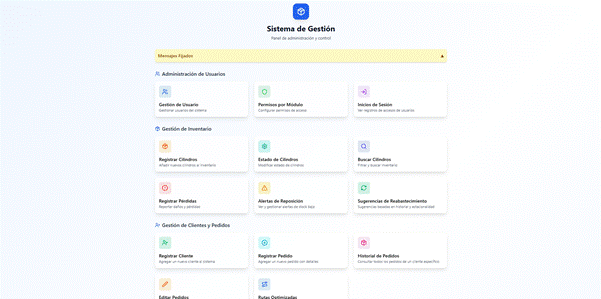 Sistema de Gestión
Panel de administración y control
Mensajes Fijados
Administración de Usuarios
Gestión de Usuario
Gestionar usuarios del sistema
Permisos por Módulo
Configurar permisos de acceso
Inicios de Sesión
Ver registros de accesos de usuarios
Gestión de Inventario
Registrar Cilindros
Añadir nuevos cilindros al inventario
Estado de Cilindros
Modificar estado de cilindros
Buscar Cilindros
Filtrar y buscar inventario
Registrar Pérdidas
Reportar daños y pérdidas
Alertas de Reposición
Ver y gestionar alertas de stock bajo
Sugerencias de Reabastecimiento
Sugerencias basadas en historial y estacionalidad
Gestión de Clientes y Pedidos
Registrar Cliente
Agregar un nuevo cliente al sistema
Registrar Pedido
Agregar un nuevo pedido con detalles
Historial de Pedidos
Consultar todos los pedidos de un cliente específico
Editar Pedidos
Rutas Optimizadas